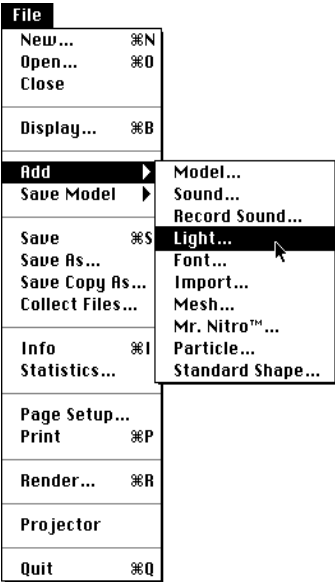 File
New... ⌘N
Open... ⌘O
Close
Display... ⌘B
Add
Save Model
Save ⌘S
Save As...
Save Copy As...
Collect Files...
Info ⌘I
Statistics...
Page Setup...
Print ⌘P
Render... ⌘R
Projector
Quit ⌘Q
Model...
Sound...
Record Sound...
Light...
Font...
Import...
Mesh...
Mr. Nitro™...
Particle...
Standard Shape...